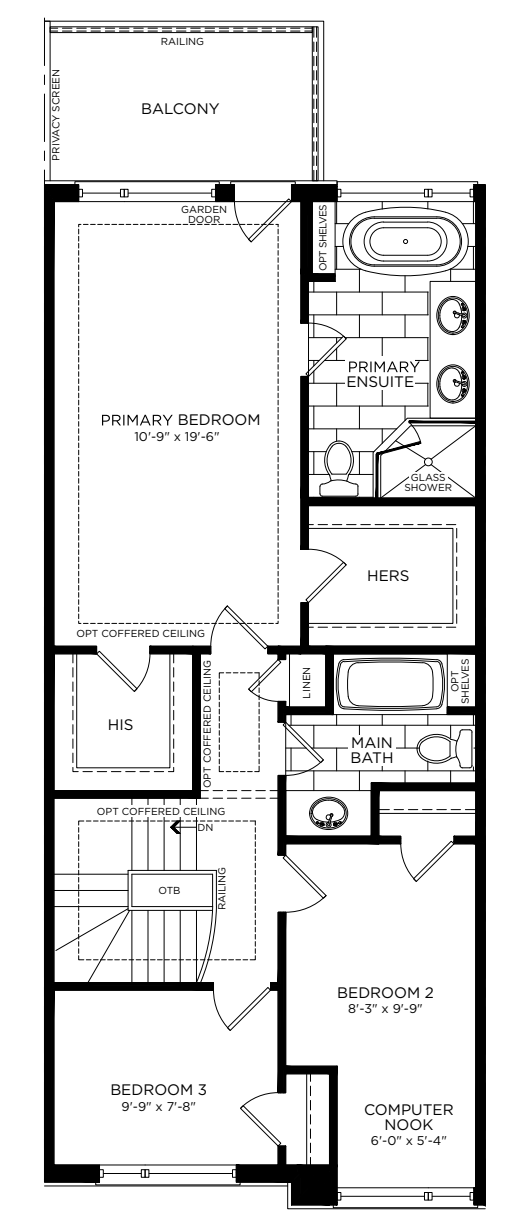 RAILING
PRIVACY SCREEN
BALCONY
GARDEN
DOOR
OPT SHELVES
PRIMARY
ENSUITE
PRIMARY BEDROOM
10'-9" x 19'-6"
GLASS
SHOWER
HERS
OPT COFFERED CEILING
OPT COFFERED CEILING
LINEN
OPT
SHELVES
HIS
MAIN
BATH
OPT COFFERED CEILING
DN
OTB
RAILING
BEDROOM 2
8'-3" x 9'-9"
BEDROOM 3
9'-9" x 7'-8"
COMPUTER
NOOK
6'-0" x 5'-4"